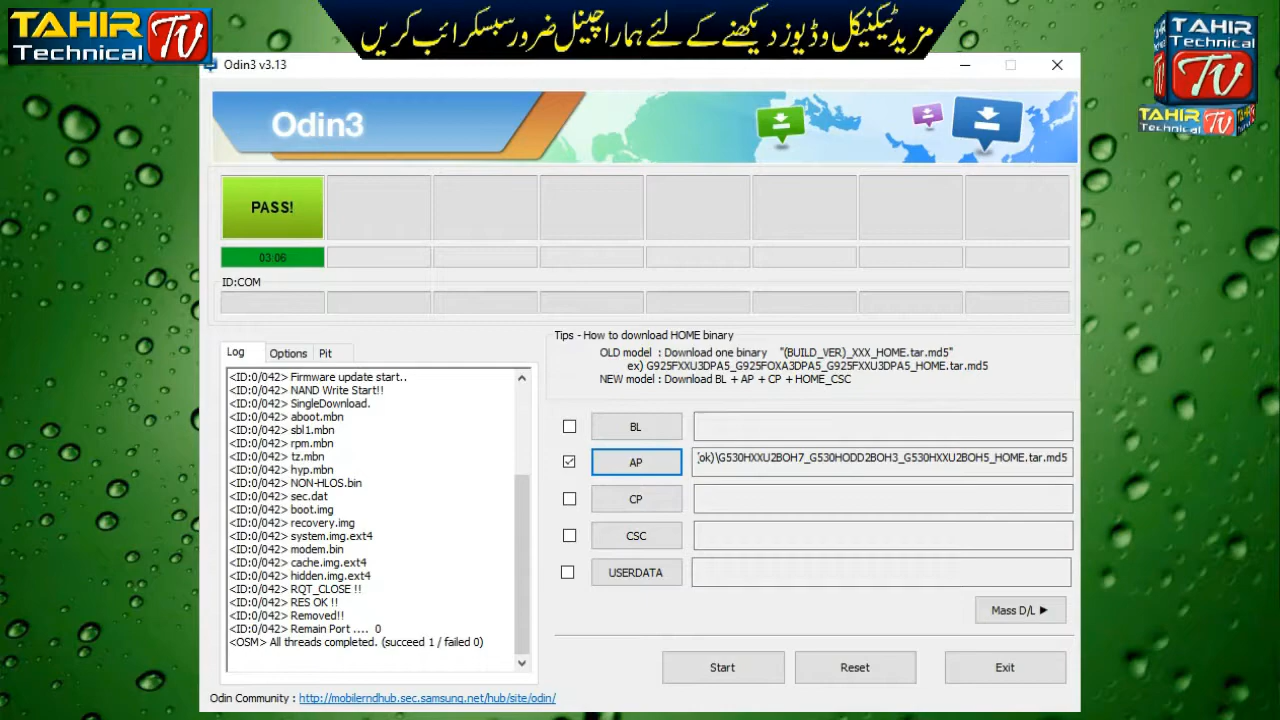 TAHIR
Technical TV
مزید ٹیکنیکل وڈیوز دیکھنے کے لئے ہمارا چینل ضرور سبسکرائب کریں
TAHIR
Technical
TV
TAHIR
Technical TV
Odin3 v3.13
Odin3
PASS!
03:06
ID:COM
Log Options Pit
<ID:0/042> Firmware update start..
<ID:0/042> NAND Write Start!!
<ID:0/042> SingleDownload.
<ID:0/042> aboot.mbn
<ID:0/042> sbl1.mbn
<ID:0/042> rpm.mbn
<ID:0/042> tz.mbn
<ID:0/042> hyp.mbn
<ID:0/042> NON-HLOS.bin
<ID:0/042> sec.dat
<ID:0/042> boot.img
<ID:0/042> recovery.img
<ID:0/042> system.img.ext4
<ID:0/042> modem.bin
<ID:0/042> cache.img.ext4
<ID:0/042> hidden.img.ext4
<ID:0/042> RQT_CLOSE !!
<ID:0/042> RES OK !!
<ID:0/042> Removed!!
<ID:0/042> Remain Port .... 0
<OSM> All threads completed. (succeed 1 / failed 0)
Tips - How to download HOME binary
OLD model : Download one binary "(BUILD_VER)_XXX_HOME.tar.md5"
ex) G925FXXU3DPA5_G925FOXA3DPA5_G925FXXU3DPA5_HOME.tar.md5
NEW model : Download BL + AP + CP + HOME_CSC
BL
AP ok)\G530HXXU2BOH7_G530HODD2BOH3_G530HXXU2BOH5_HOME.tar.md5
CP
CSC
USERDATA
Mass D/L ►
Start Reset Exit
Odin Community : http://mobilerndhub.sec.samsung.net/hub/site/odin/